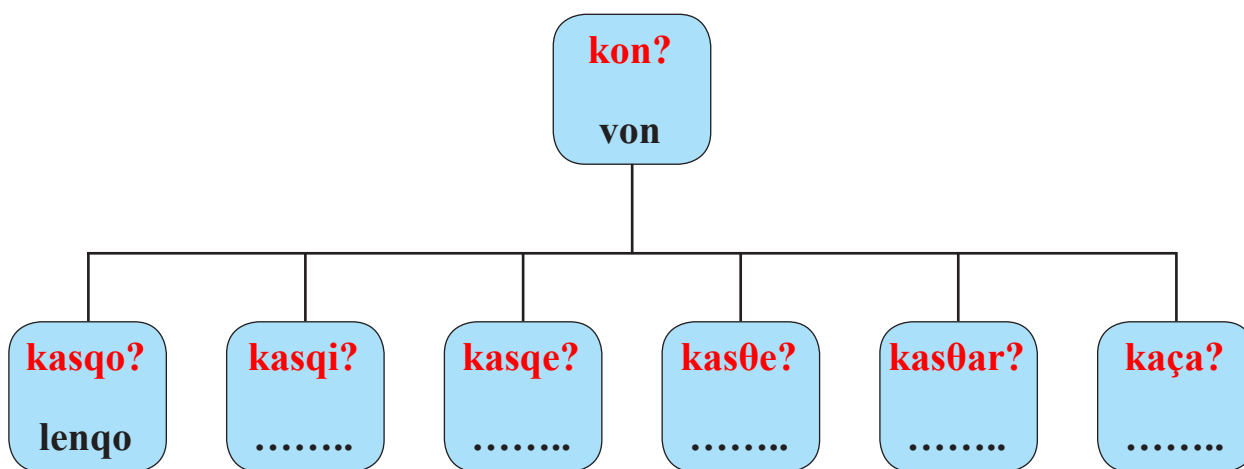 kon?
von
kasqo? kasqi? kasqe? kasθe? kasθar? kaça?
lenqo …….. …….. …….. …….. ……..